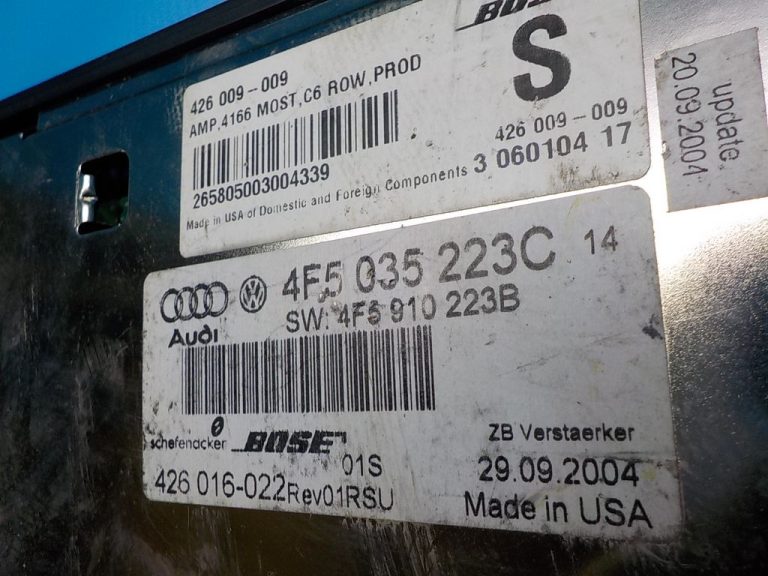 BOSE
S
426 009-009
AMP,4166 MOST,C6 ROW,PROD
426 009-009
265805003004339
3 060104 17
Made in USA of Domestic and Foreign Components
update
20.09.2004
4F5 035 223C 14
Audi
SW: 4F5 910 223B
schefenacker
BOSE
ZB Verstaerker
01S
29.09.2004
426 016-022Rev01RSU
Made in USA